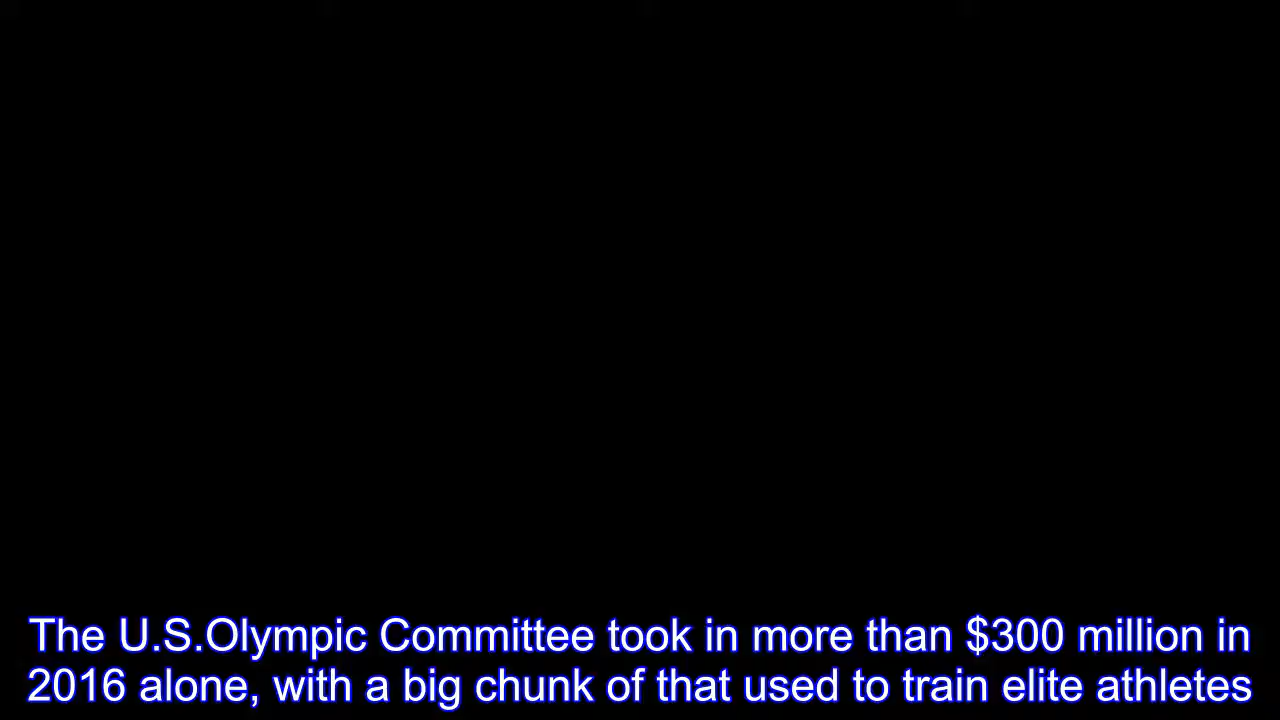 The U.S.Olympic Committee took in more than $300 million in
2016 alone, with a big chunk of that used to train elite athletes